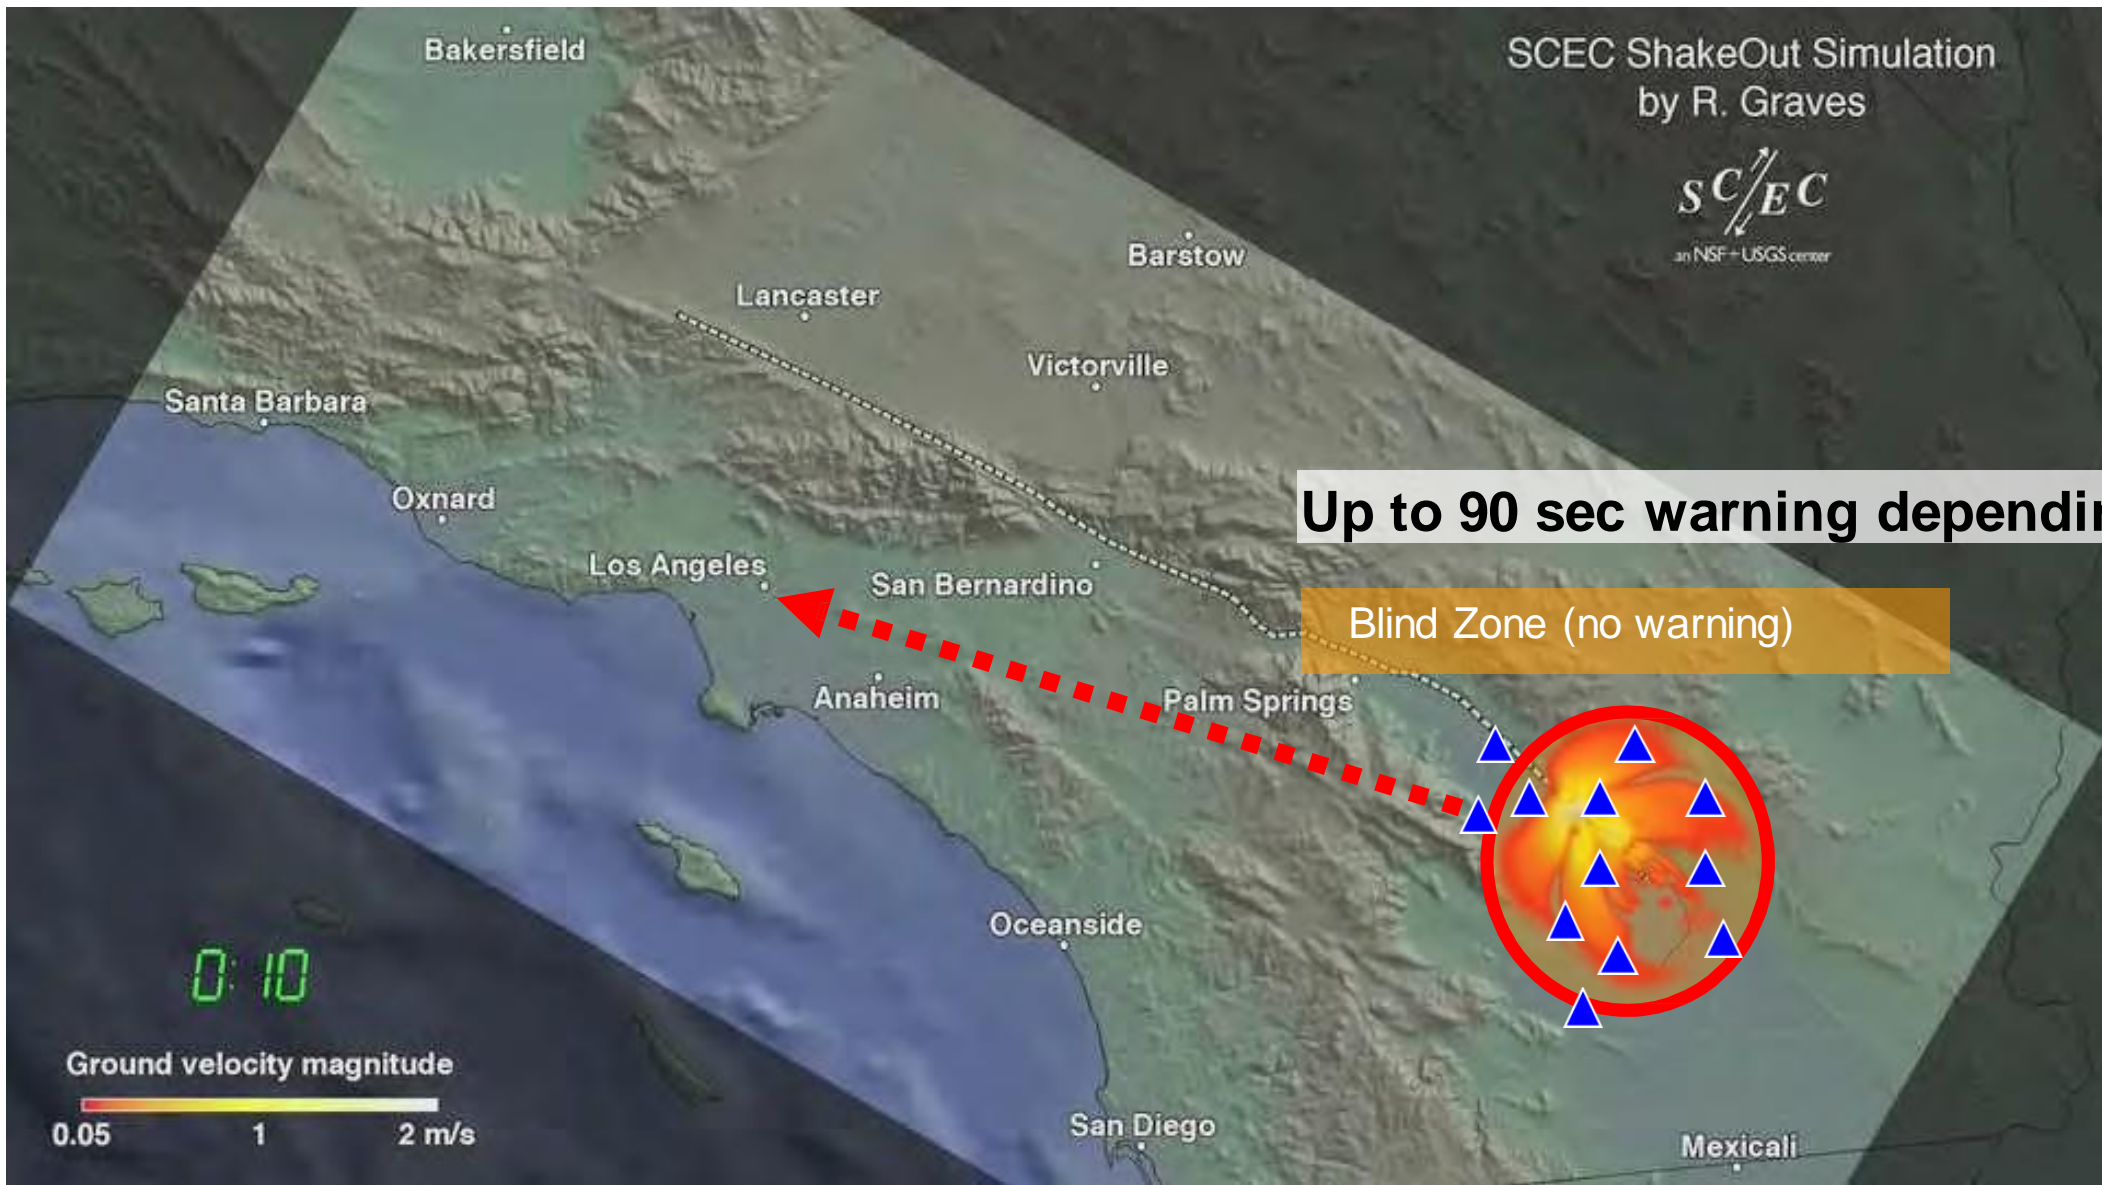 Bakersfield
SCEC ShakeOut Simulation
by R. Graves
S C E C
an NSF+USGS center
Barstow
Lancaster
Victorville
Santa Barbara
Oxnard
Up to 90 sec warning
Los Angeles
San Bernardino
Blind Zone (no warning)
Anaheim
Palm Springs
Oceanside
0:10
Ground velocity magnitude
0.05 1 2 m/s
San Diego
Mexicali